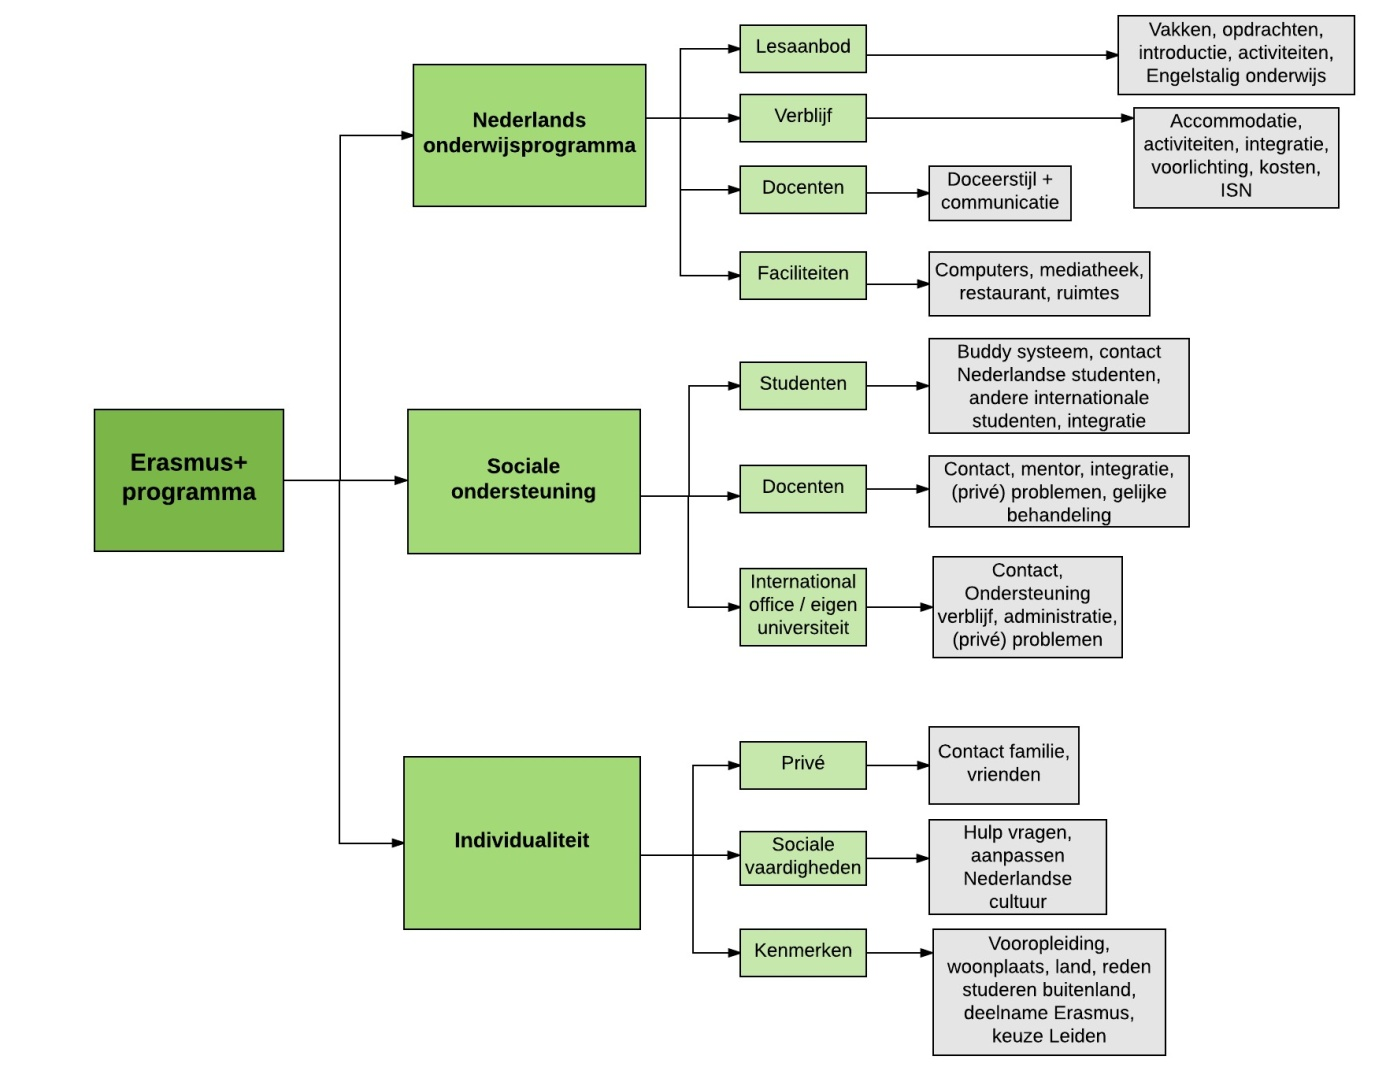 Erasmus+
programma
Nederlands
onderwijsprogramma
Lesaanbod
Vakken, opdrachten,
introductie, activiteiten,
Engelstalig onderwijs
Verblijf
Accommodatie,
activiteiten, integratie,
voorlichting, kosten,
ISN
Docenten
Doceerstijl +
communicatie
Faciliteiten
Computers, mediatheek,
restaurant, ruimtes
Sociale
ondersteuning
Studenten
Buddy systeem, contact
Nederlandse studenten,
andere internationale
studenten, integratie
Docenten
Contact, mentor, integratie,
(privé) problemen, gelijke
behandeling
International
office / eigen
universiteit
Contact,
Ondersteuning
verblijf, administratie,
(privé) problemen
Individualiteit
Privé
Contact familie,
vrienden
Sociale
vaardigheden
Hulp vragen,
aanpassen
Nederlandse
cultuur
Kenmerken
Vooropleiding,
woonplaats, land, reden
studeren buitenland,
deelname Erasmus,
keuze Leiden